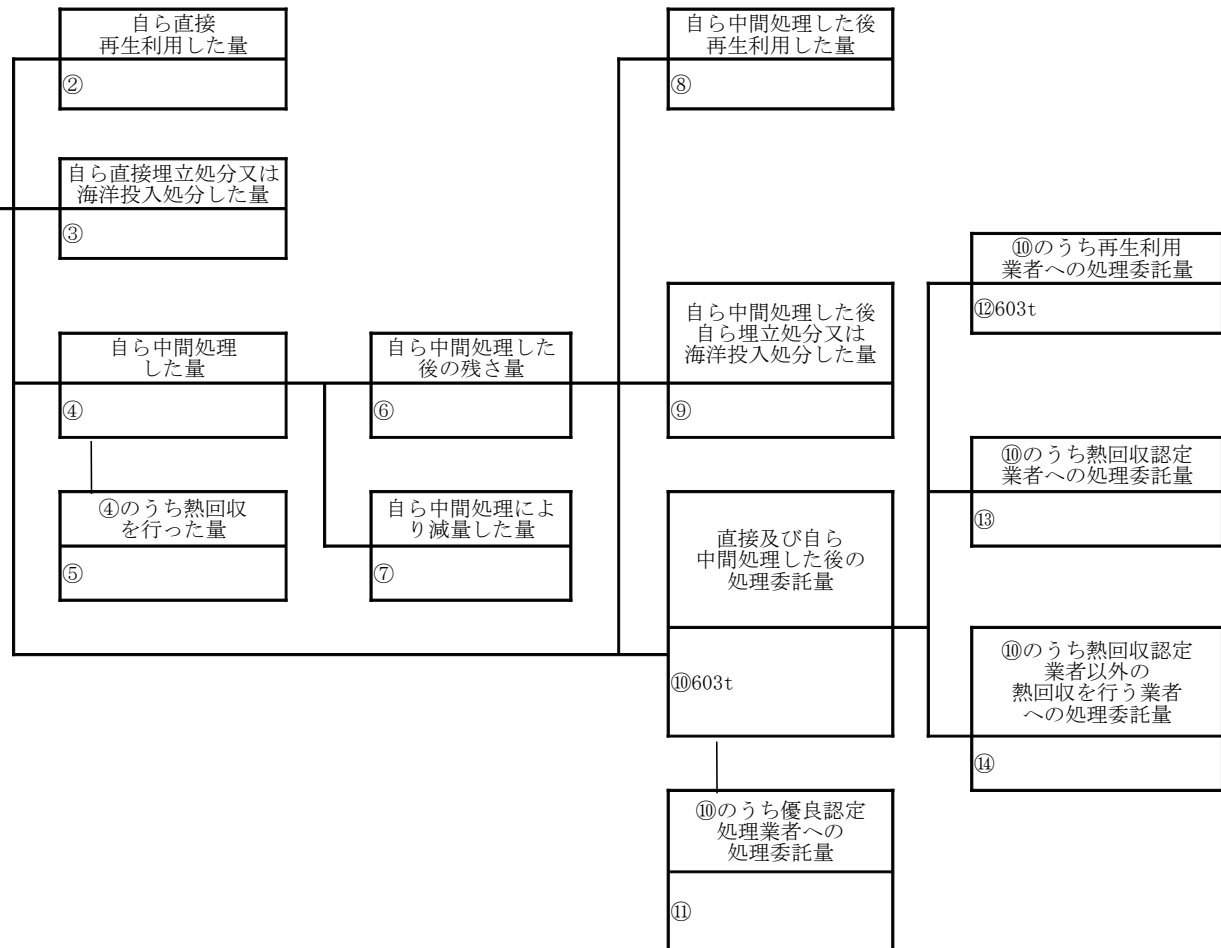 自ら直接
再生利用した量
②
自ら直接埋立処分又は
海洋投入処分した量
③
自ら中間処理
した量
④
④のうち熱回収
を行った量
⑤
自ら中間処理した
後の残さ量
⑥
自ら中間処理によ
り減量した量
⑦
自ら中間処理した後
再生利用した量
⑧
自ら中間処理した後
自ら埋立処分又は
海洋投入処分した量
⑨
直接及び自ら
中間処理した後の
処理委託量
⑩603t
⑩のうち優良認定
処理業者への
処理委託量
⑪
⑩のうち再生利用
業者への処理委託量
⑫603t
⑩のうち熱回収認定
業者への処理委託量
⑬
⑩のうち熱回収認定
業者以外の
熱回収を行う業者
への処理委託量
⑭